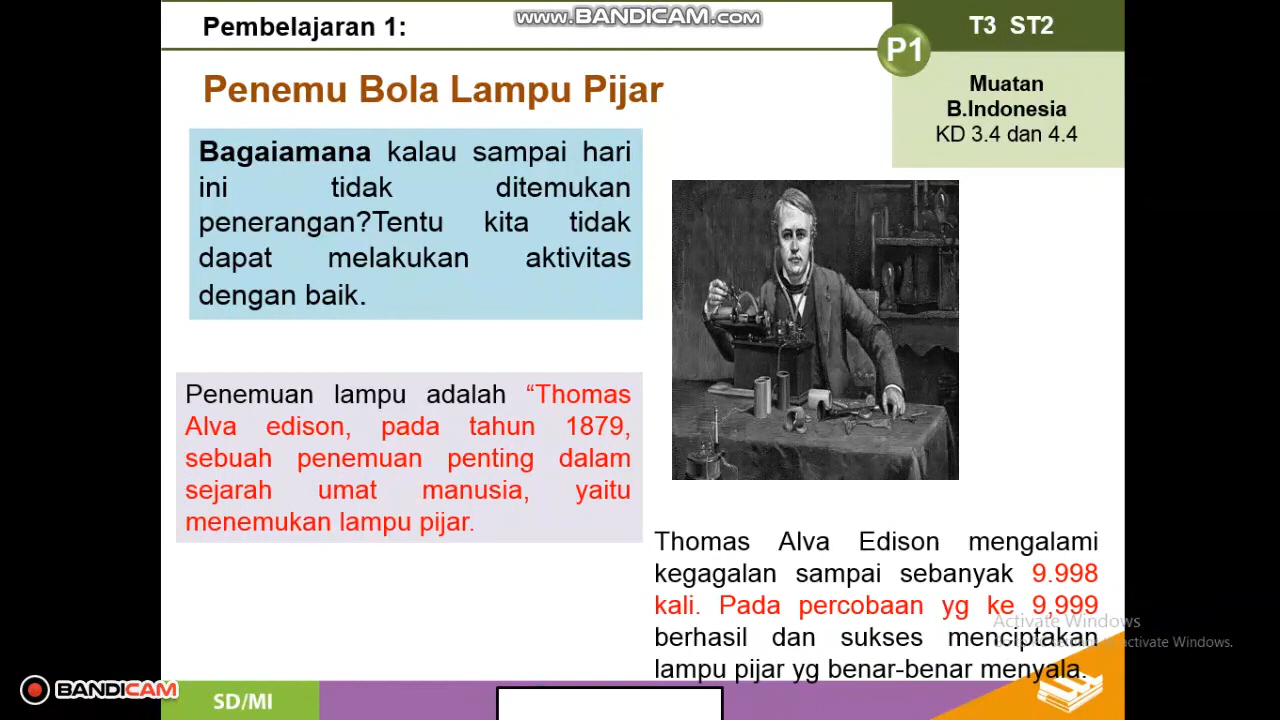 www.BANDICAM.com
Pembelajaran 1:
T3 ST2
P1
Penemu Bola Lampu Pijar
Muatan
B.Indonesia
KD 3.4 dan 4.4
Bagaiamana kalau sampai hari
ini tidak ditemukan
penerangan?Tentu kita tidak
dapat melakukan aktivitas
dengan baik.
Penemuan lampu adalah “Thomas
Alva edison, pada tahun 1879,
sebuah penemuan penting dalam
sejarah umat manusia, yaitu
menemukan lampu pijar.
Thomas Alva Edison mengalami
kegagalan sampai sebanyak 9.998
kali. Pada percobaan yg ke 9,999
berhasil dan sukses menciptakan
lampu pijar yg benar-benar menyala.
Activate Windows
activate Windows.
BANDICAM
SD/MI